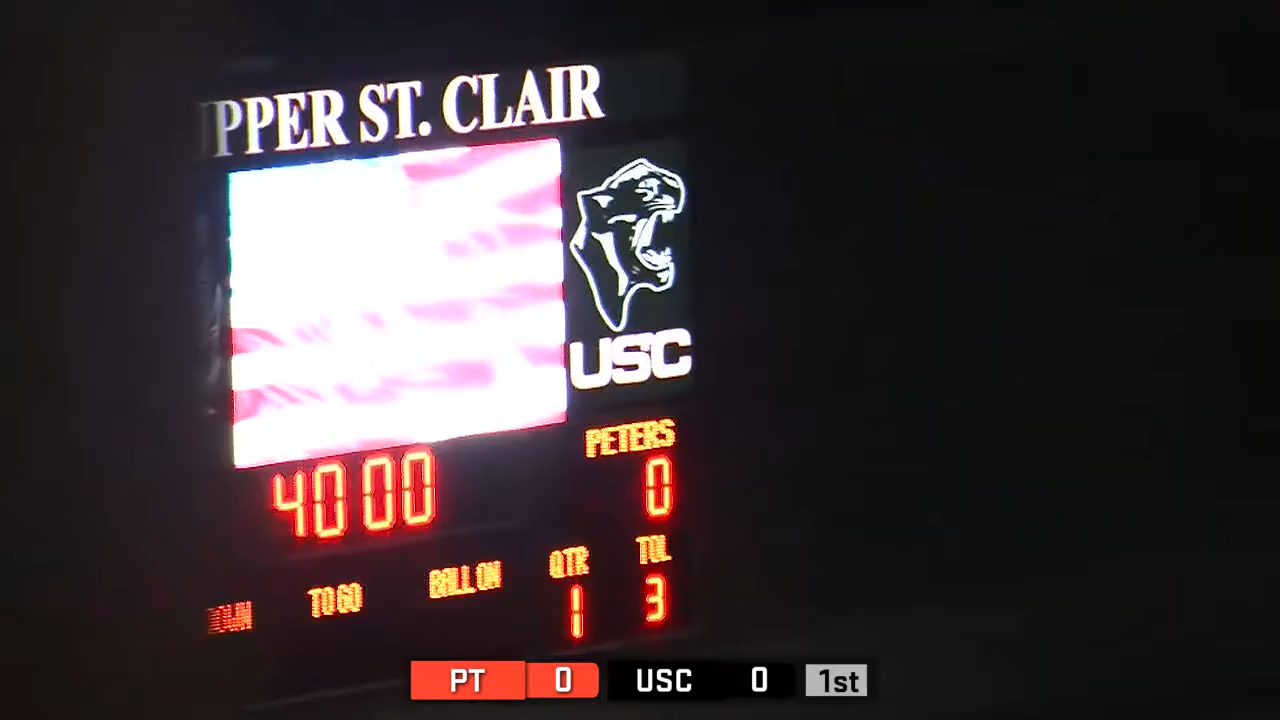 UPPER ST. CLAIR
USC
PETERS
40 00
0
DOWN
TO GO
BALL ON
QTR
1
TOL
3
PT 0 USC 0 1st